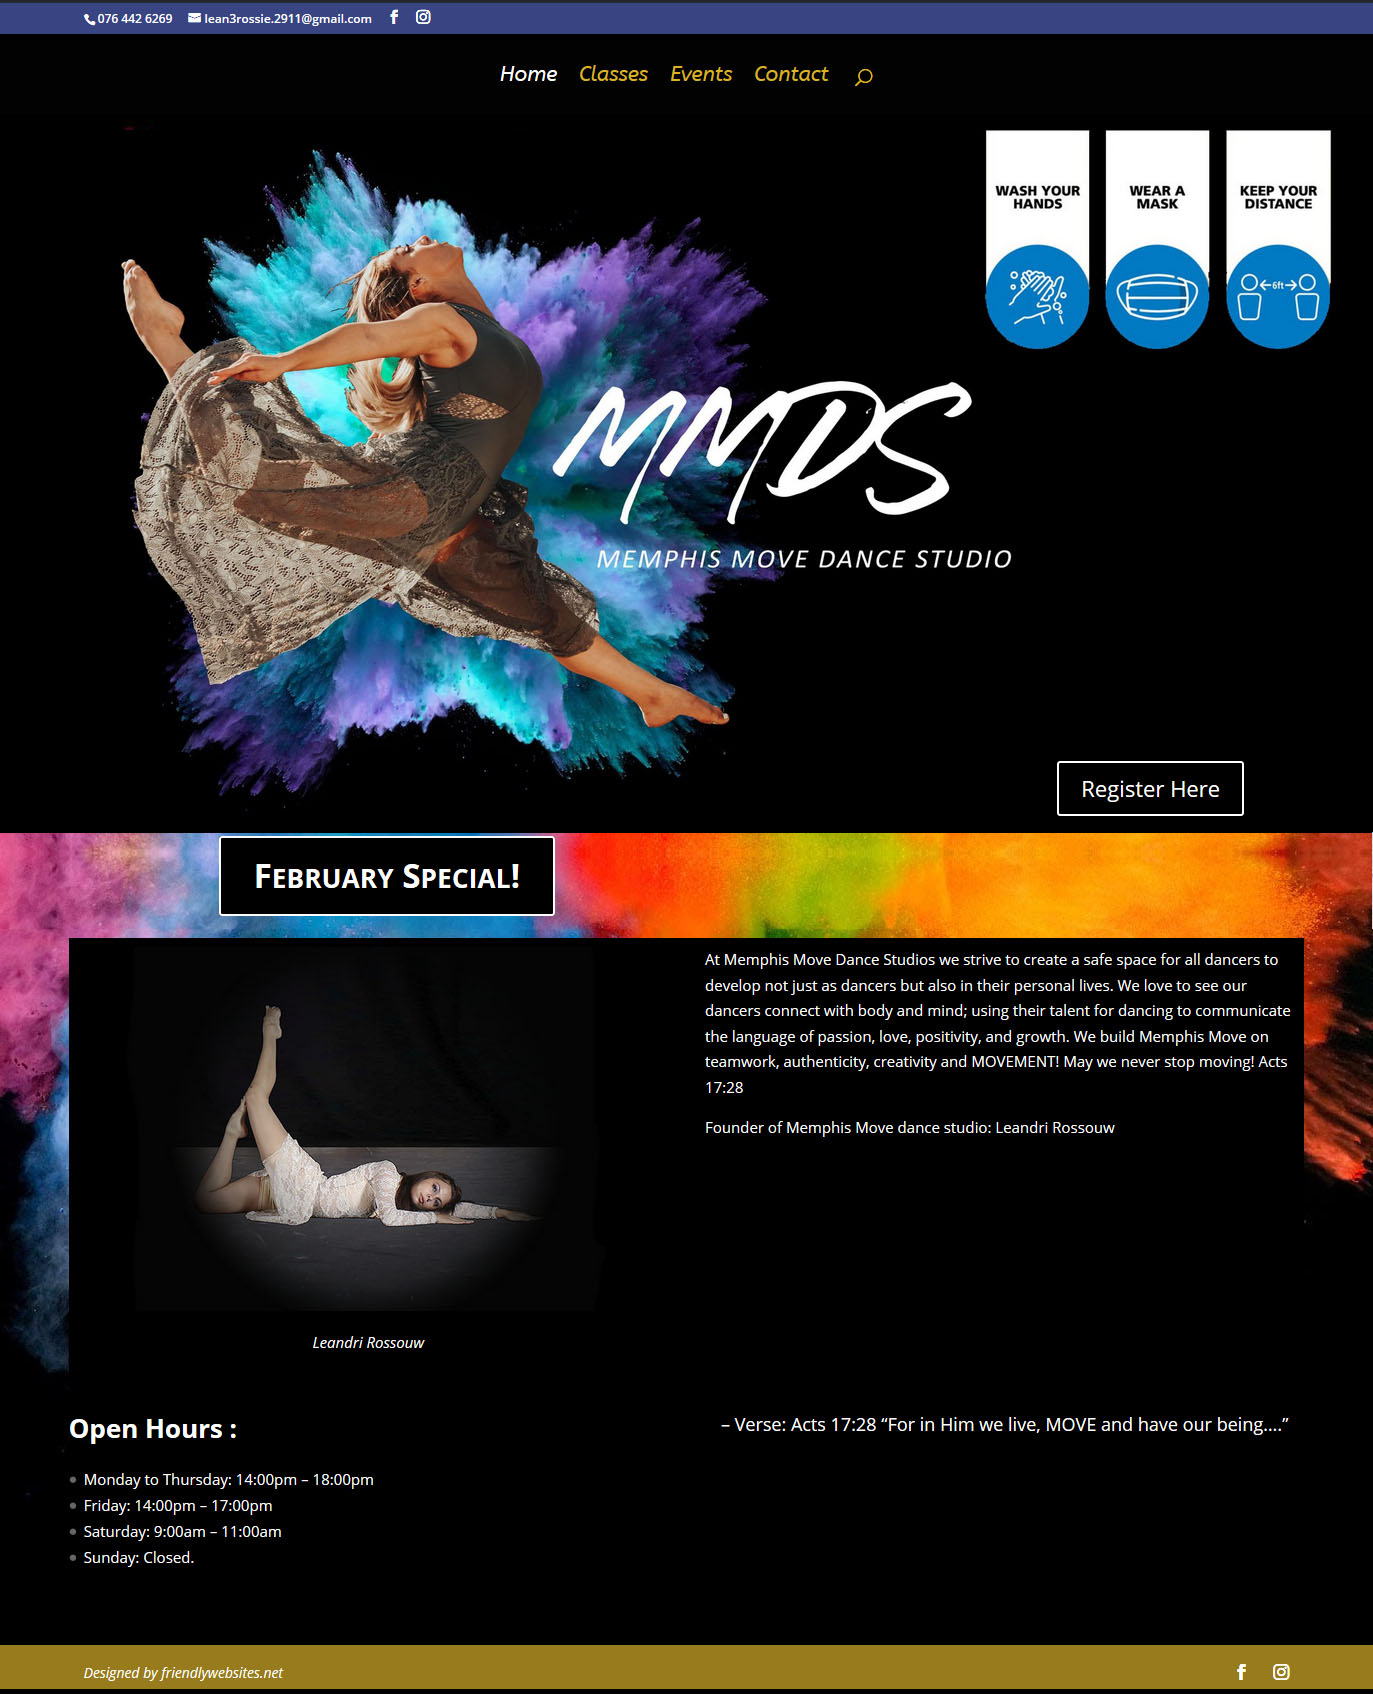 076 442 6269 lean3rossie.2911@gmail.com
Home Classes Events Contact
WASH YOUR
HANDS
WEAR A
MASK
KEEP YOUR
DISTANCE
6ft
MMDS
MEMPHIS MOVE DANCE STUDIO
Register Here
February Special!
At Memphis Move Dance Studios we strive to create a safe space for all dancers to
develop not just as dancers but also in their personal lives. We love to see our
dancers connect with body and mind; using their talent for dancing to communicate
the language of passion, love, positivity, and growth. We build Memphis Move on
teamwork, authenticity, creativity and MOVEMENT! May we never stop moving! Acts
17:28
Founder of Memphis Move dance studio: Leandri Rossouw
Leandri Rossouw
Open Hours :
Monday to Thursday: 14:00pm – 18:00pm
Friday: 14:00pm – 17:00pm
Saturday: 9:00am – 11:00am
Sunday: Closed.
– Verse: Acts 17:28 “For in Him we live, MOVE and have our being….”
Designed by friendlywebsites.net